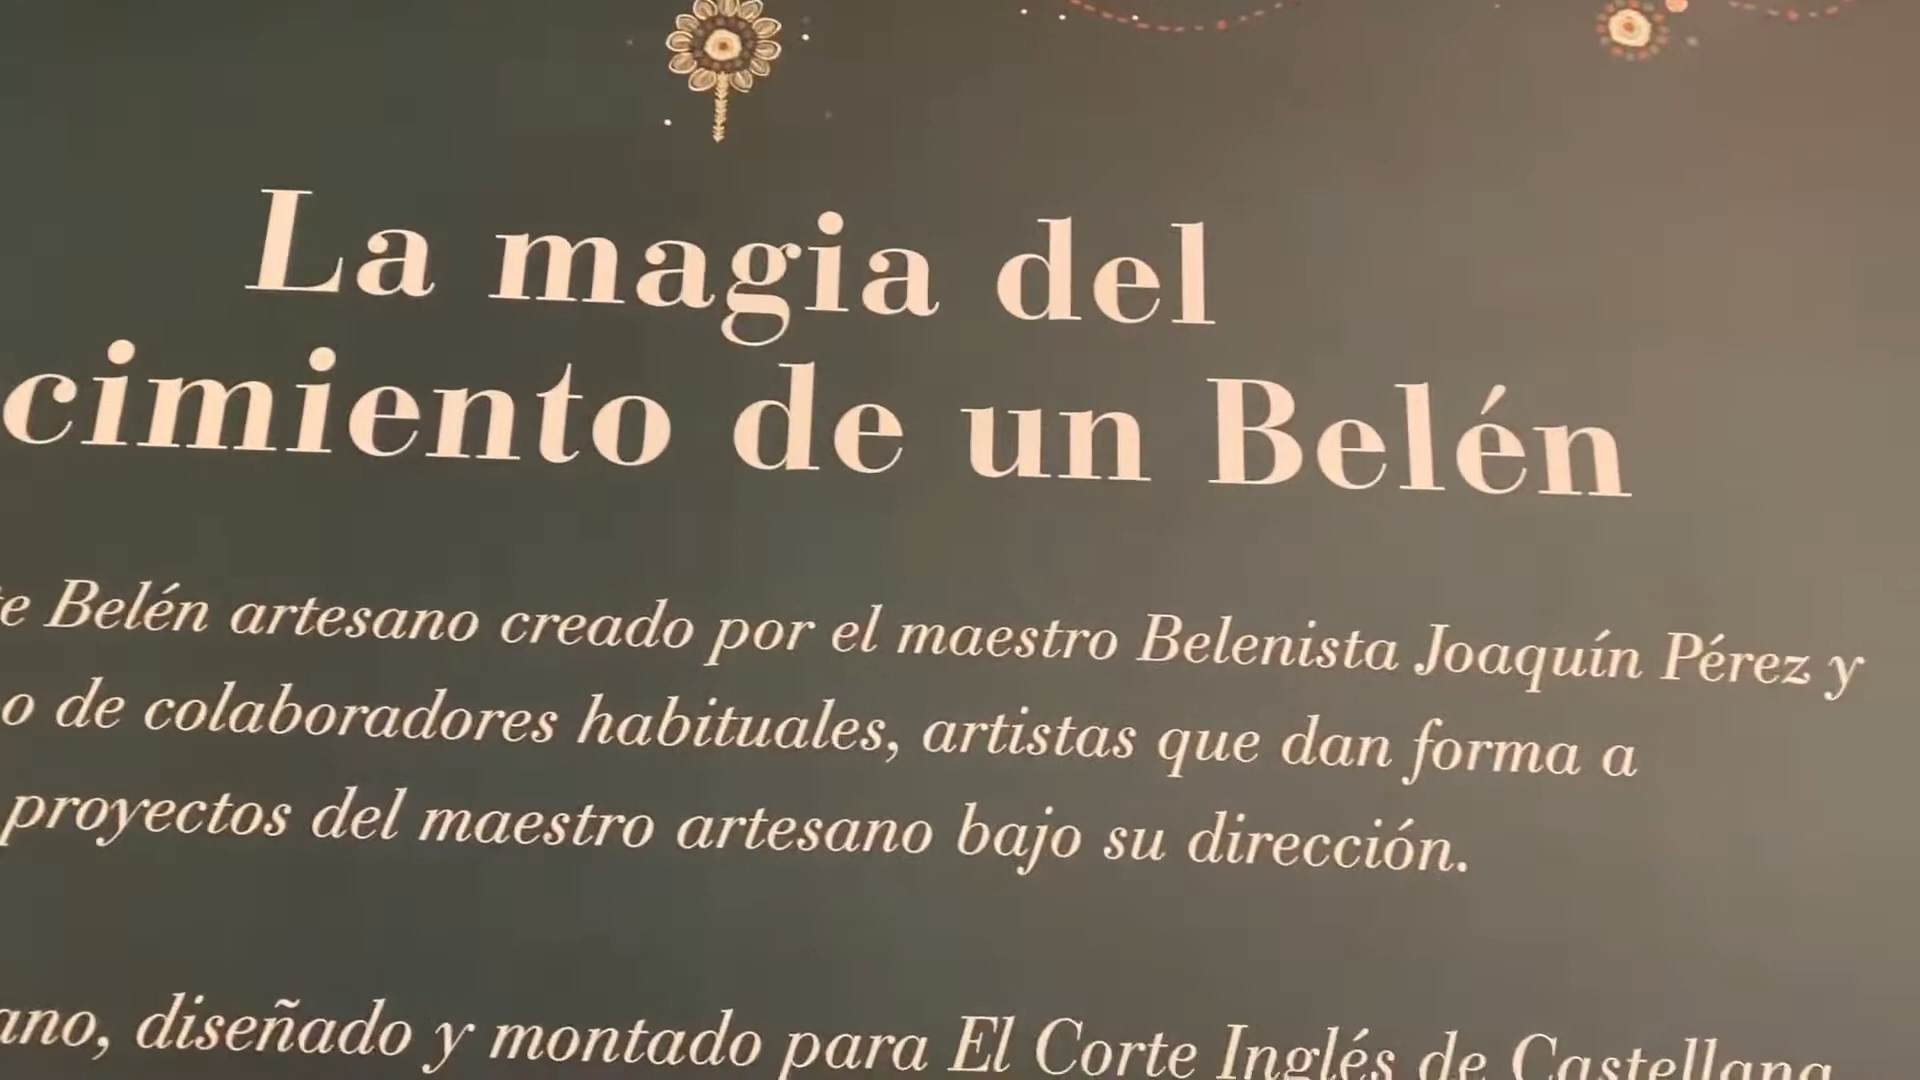 La magia del
cimiento de un Belén
te Belén artesano creado por el maestro Belenista Joaquín Pérez y
o de colaboradores habituales, artistas que dan forma a
proyectos del maestro artesano bajo su dirección.
ano, diseñado y montado para El Corte Inglés de Castellana